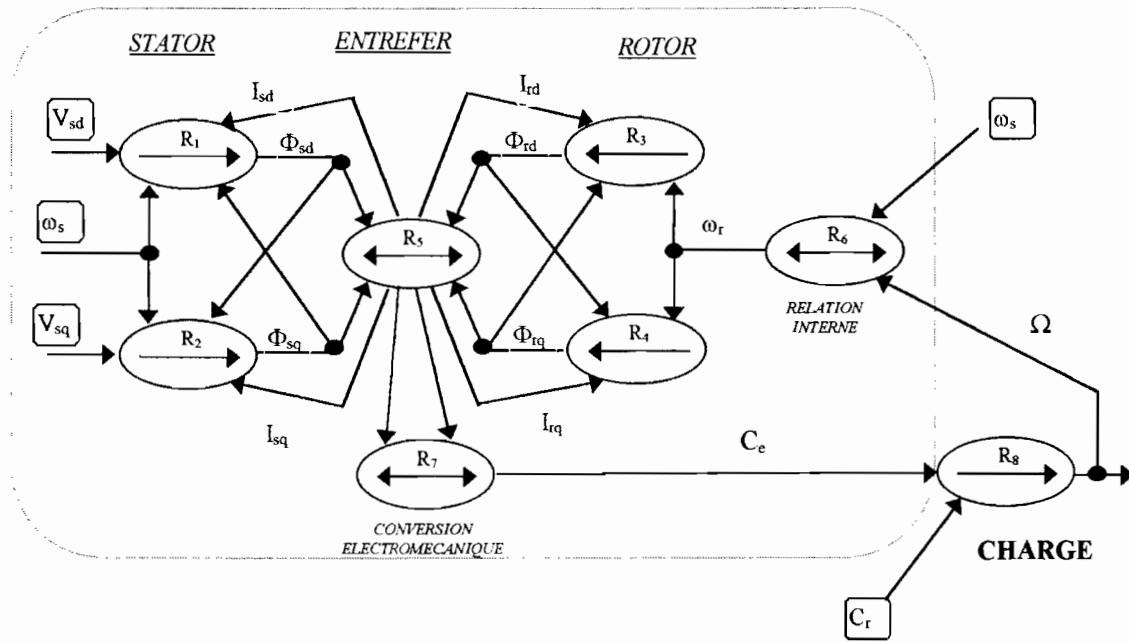 STATOR
ENTREFER
ROTOR
I_sd
I_rd
V_sd
R_1
Φ_sd
Φ_rd
R_3
ω_s
ω_s
R_5
ω_r
R_6
RELATION
INTERNE
V_sq
R_2
Φ_sq
Φ_rq
R_4
Ω
I_sq
I_rq
C_e
R_7
R_8
CONVERSION
ELECTROMECANIQUE
CHARGE
C_r